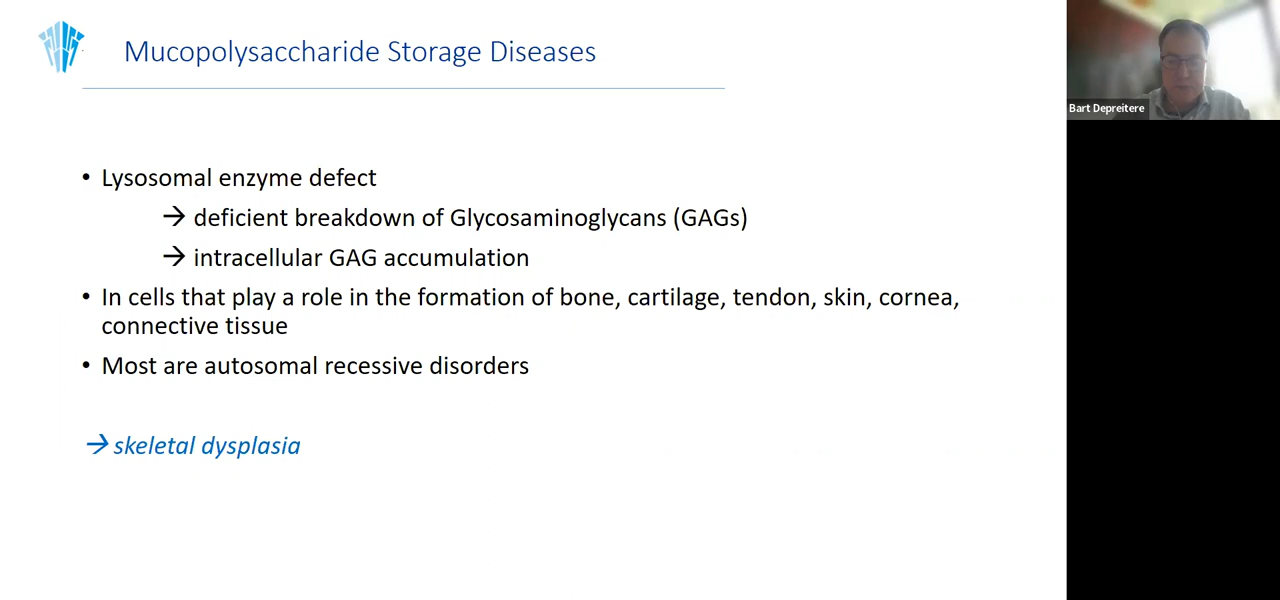 Mucopolysaccharide Storage Diseases
Bart Depreitere
• Lysosomal enzyme defect
→ deficient breakdown of Glycosaminoglycans (GAGs)
→ intracellular GAG accumulation
• In cells that play a role in the formation of bone, cartilage, tendon, skin, cornea,
connective tissue
• Most are autosomal recessive disorders
→ skeletal dysplasia